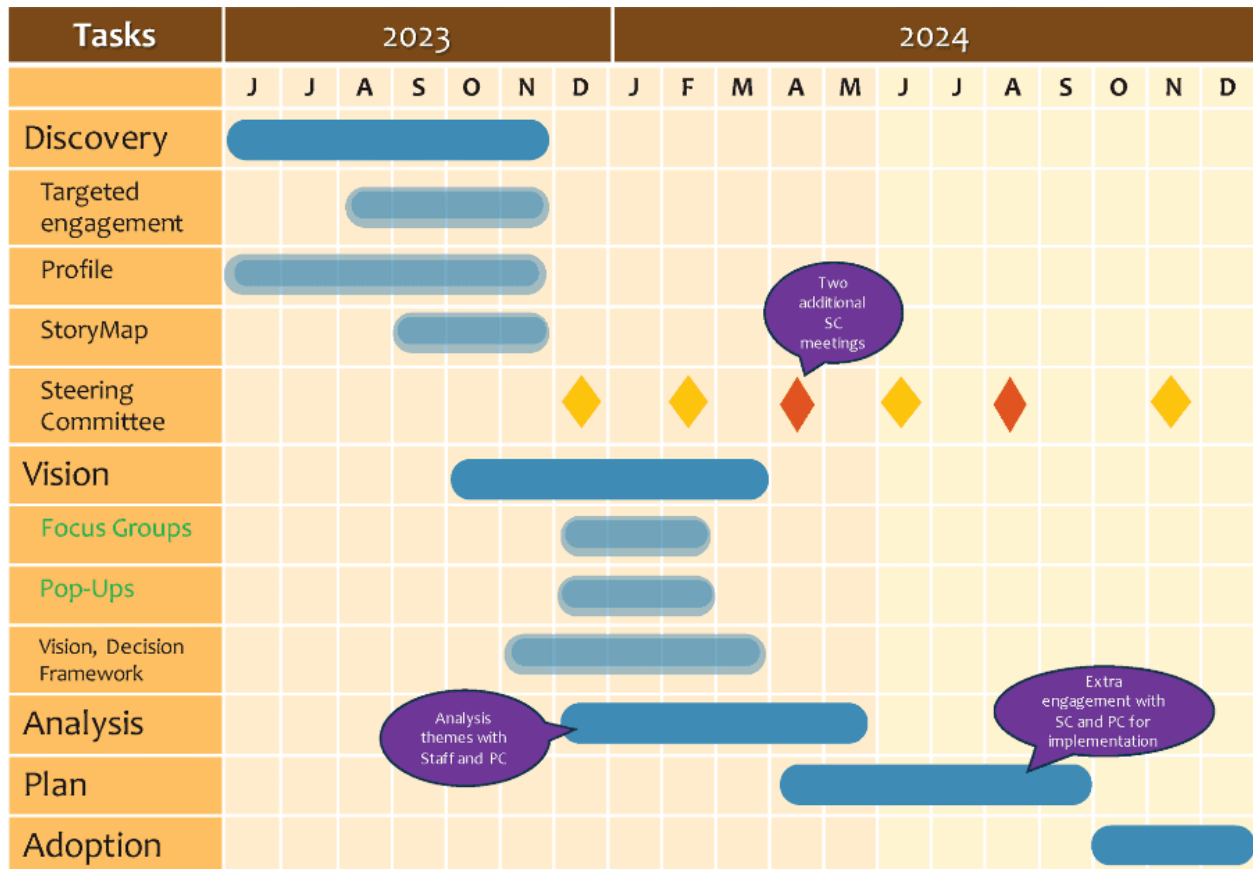 Tasks 2023 2024
J J A S O N D J F M A M J J A S O N D
Discovery
Targeted
engagement
Profile
StoryMap
Two
additional
SC
meetings
Steering
Committee
Vision
Focus Groups
Pop-Ups
Vision, Decision
Framework
Analysis
Analysis
themes with
Staff and PC
Extra
engagement with
SC and PC for
implementation
Plan
Adoption